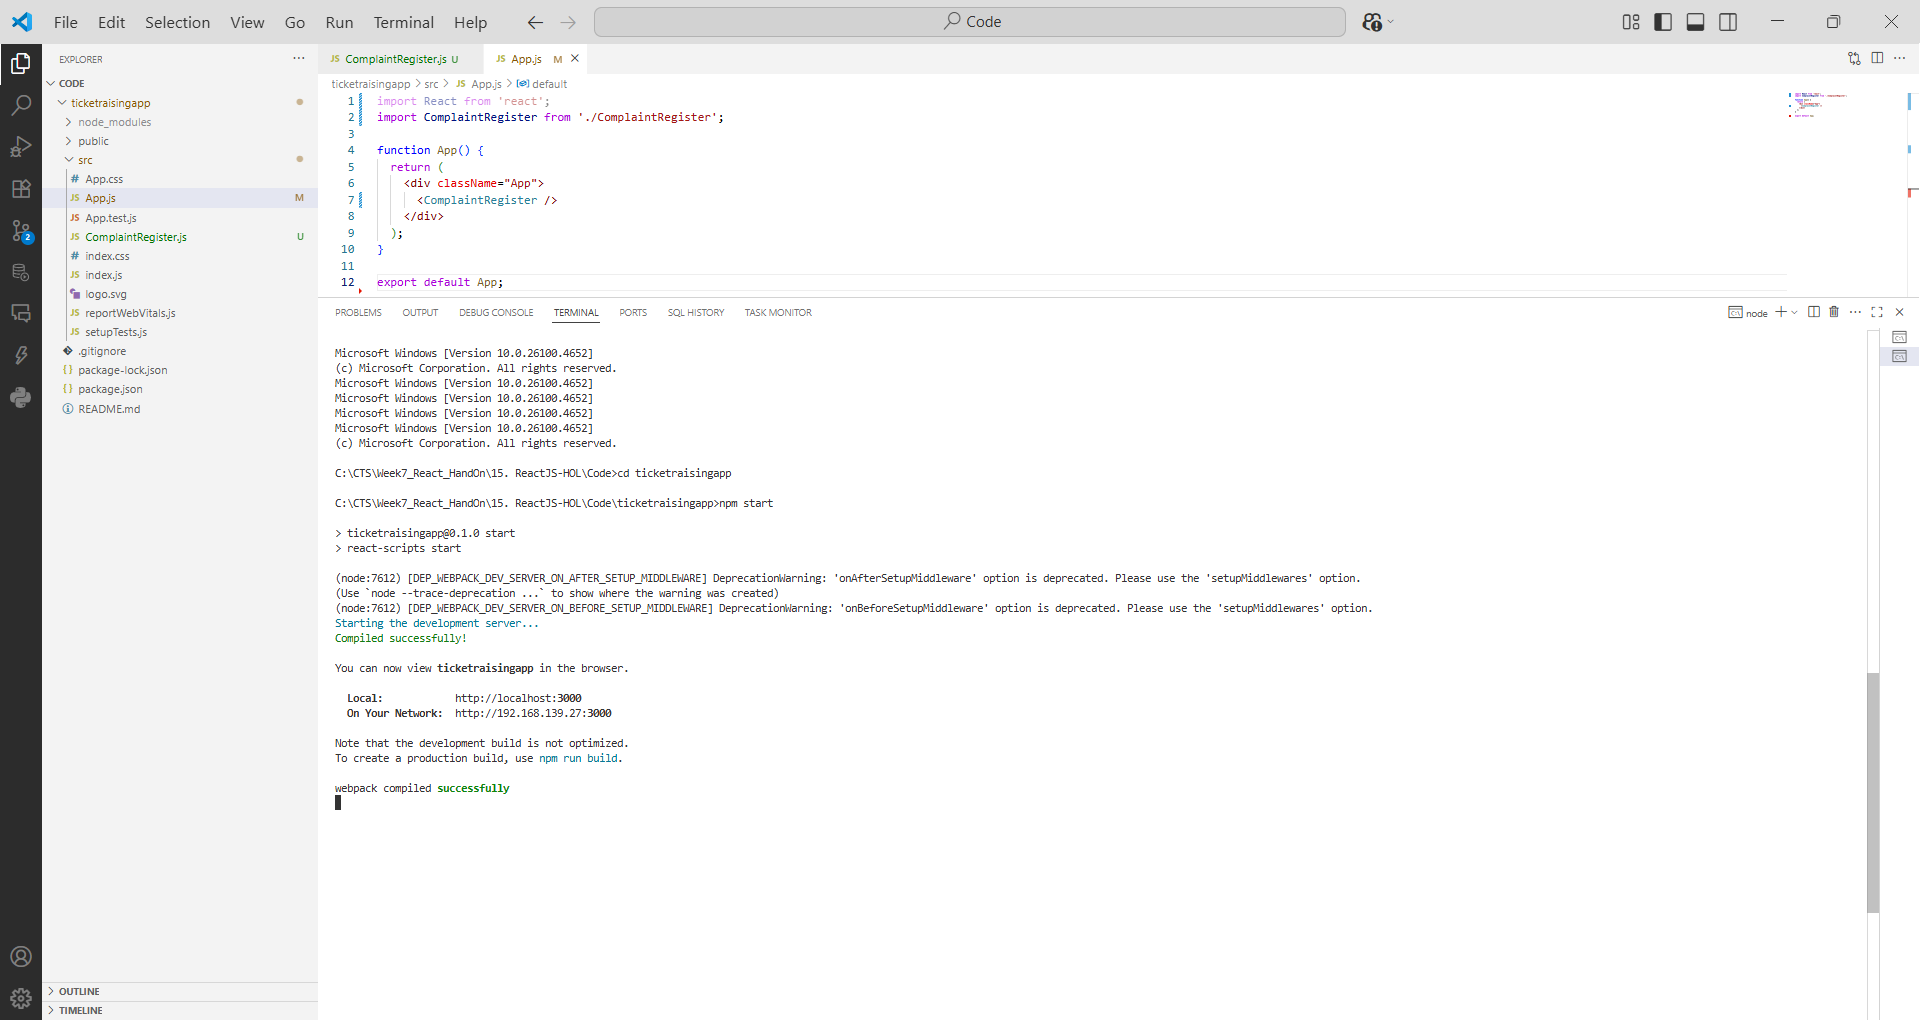 File Edit Selection View Go Run Terminal Help
Code
EXPLORER
CODE
ticketraisingapp
node_modules
public
src
# App.css
JS App.js M
JS App.test.js
JS ComplaintRegister.js U
# index.css
JS index.js
logo.svg
JS reportWebVitals.js
JS setupTests.js
.gitignore
{} package-lock.json
{} package.json
README.md
OUTLINE
TIMELINE
2
JS ComplaintRegister.js U
JS App.js M
ticketraisingapp > src > JS App.js > default
1 import React from 'react';
2 import ComplaintRegister from './ComplaintRegister';
3
4 function App() {
5 return (
6 <div className="App">
7 <ComplaintRegister />
8 </div>
9 );
10 }
11
12 export default App;
PROBLEMS OUTPUT DEBUG CONSOLE TERMINAL PORTS SQL HISTORY TASK MONITOR
node
Microsoft Windows [Version 10.0.26100.4652]
(c) Microsoft Corporation. All rights reserved.
Microsoft Windows [Version 10.0.26100.4652]
Microsoft Windows [Version 10.0.26100.4652]
Microsoft Windows [Version 10.0.26100.4652]
Microsoft Windows [Version 10.0.26100.4652]
(c) Microsoft Corporation. All rights reserved.
C:\CTS\Week7_React_HandOn\15. ReactJS-HOL\Code>cd ticketraisingapp
C:\CTS\Week7_React_HandOn\15. ReactJS-HOL\Code\ticketraisingapp>npm start
> ticketraisingapp@0.1.0 start
> react-scripts start
(node:7612) [DEP_WEBPACK_DEV_SERVER_ON_AFTER_SETUP_MIDDLEWARE] DeprecationWarning: 'onAfterSetupMiddleware' option is deprecated. Please use the 'setupMiddlewares' option.
(Use `node --trace-deprecation ...` to show where the warning was created)
(node:7612) [DEP_WEBPACK_DEV_SERVER_ON_BEFORE_SETUP_MIDDLEWARE] DeprecationWarning: 'onBeforeSetupMiddleware' option is deprecated. Please use the 'setupMiddlewares' option.
Starting the development server...
Compiled successfully!
You can now view ticketraisingapp in the browser.
Local: http://localhost:3000
On Your Network: http://192.168.139.27:3000
Note that the development build is not optimized.
To create a production build, use npm run build.
webpack compiled successfully